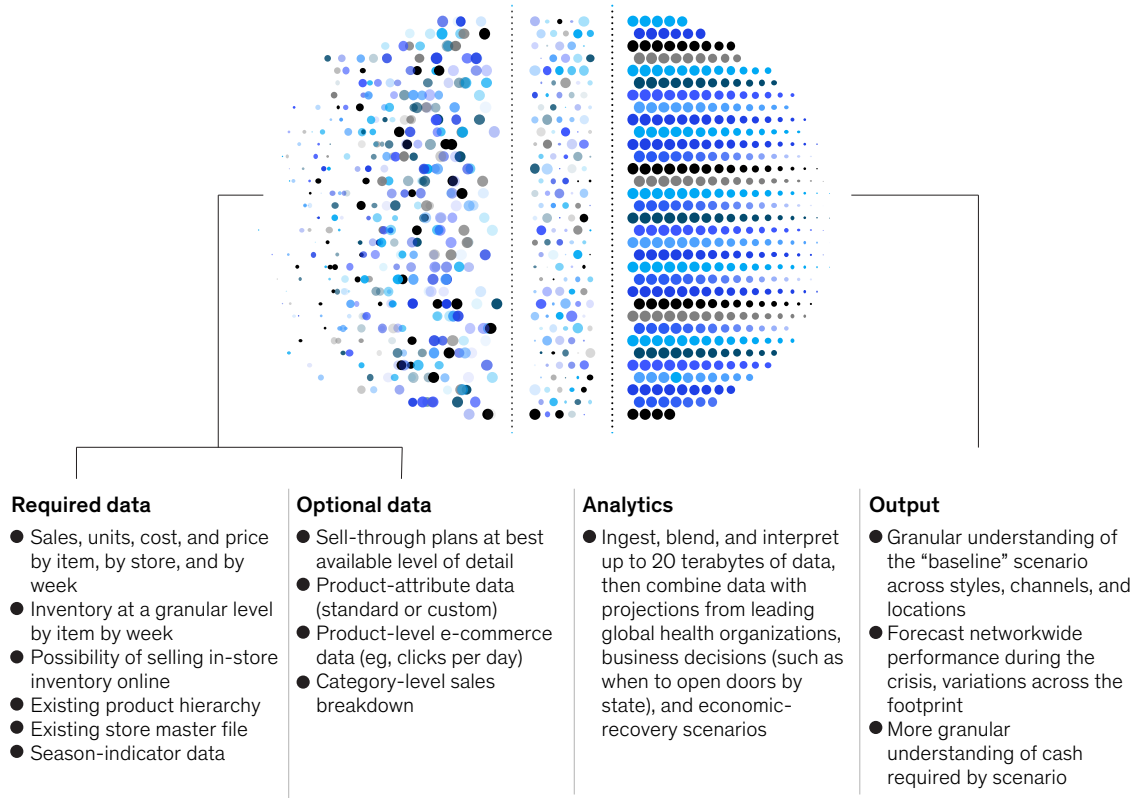 Required data
● Sales, units, cost, and price
by item, by store, and by
week
● Inventory at a granular level
by item by week
● Possibility of selling in-store
inventory online
● Existing product hierarchy
● Existing store master file
● Season-indicator data
Optional data
● Sell-through plans at best
available level of detail
● Product-attribute data
(standard or custom)
● Product-level e-commerce
data (eg, clicks per day)
● Category-level sales
breakdown
Analytics
● Ingest, blend, and interpret
up to 20 terabytes of data,
then combine data with
projections from leading
global health organizations,
business decisions (such as
when to open doors by
state), and economic-
recovery scenarios
Output
● Granular understanding of
the “baseline” scenario
across styles, channels, and
locations
● Forecast networkwide
performance during the
crisis, variations across the
footprint
● More granular
understanding of cash
required by scenario